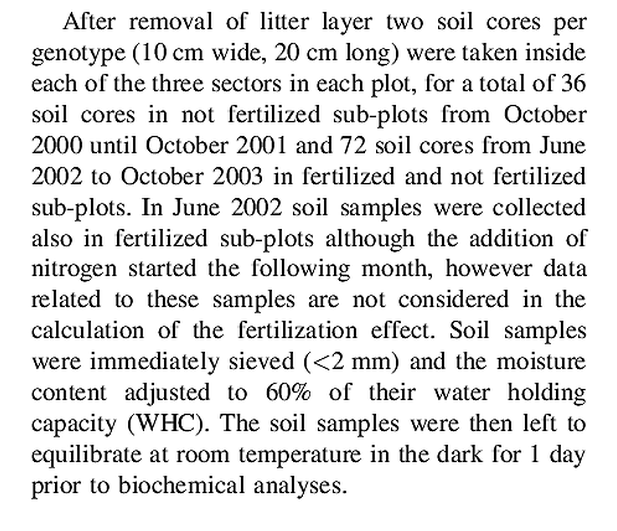 After removal of litter layer two soil cores per
genotype (10 cm wide, 20 cm long) were taken inside
each of the three sectors in each plot, for a total of 36
soil cores in not fertilized sub-plots from October
2000 until October 2001 and 72 soil cores from June
2002 to October 2003 in fertilized and not fertilized
sub-plots. In June 2002 soil samples were collected
also in fertilized sub-plots although the addition of
nitrogen started the following month, however data
related to these samples are not considered in the
calculation of the fertilization effect. Soil samples
were immediately sieved (<2 mm) and the moisture
content adjusted to 60% of their water holding
capacity (WHC). The soil samples were then left to
equilibrate at room temperature in the dark for 1 day
prior to biochemical analyses.